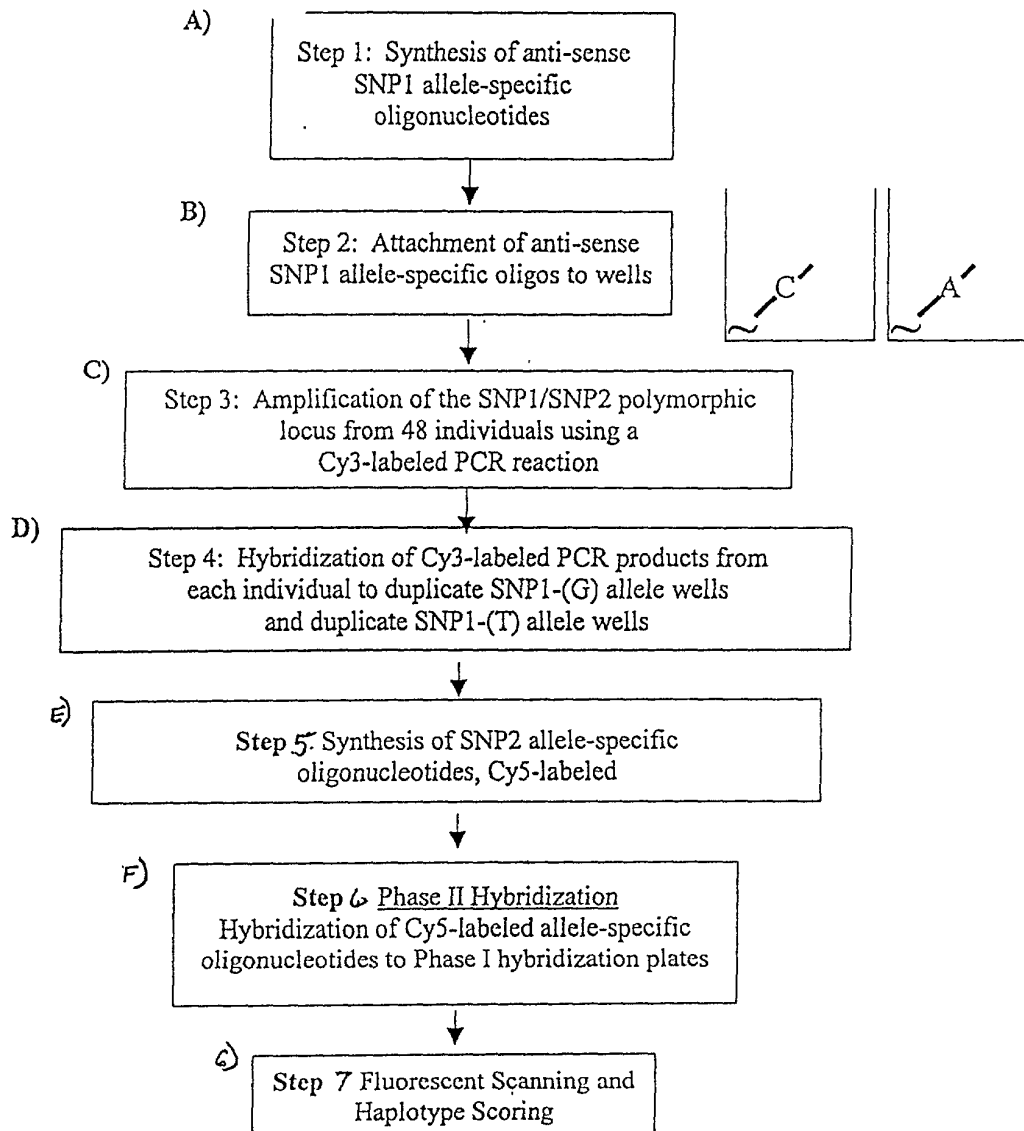 A)
Step 1: Synthesis of anti-sense
SNP1 allele-specific
oligonucleotides
B)
Step 2: Attachment of anti-sense
SNP1 allele-specific oligos to wells
C
A
C)
Step 3: Amplification of the SNP1/SNP2 polymorphic
locus from 48 individuals using a
Cy3-labeled PCR reaction
D)
Step 4: Hybridization of Cy3-labeled PCR products from
each individual to duplicate SNP1-(G) allele wells
and duplicate SNP1-(T) allele wells
E)
Step 5: Synthesis of SNP2 allele-specific
oligonucleotides, Cy5-labeled
F)
Step 6 Phase II Hybridization
Hybridization of Cy5-labeled allele-specific
oligonucleotides to Phase I hybridization plates
G)
Step 7 Fluorescent Scanning and
Haplotype Scoring